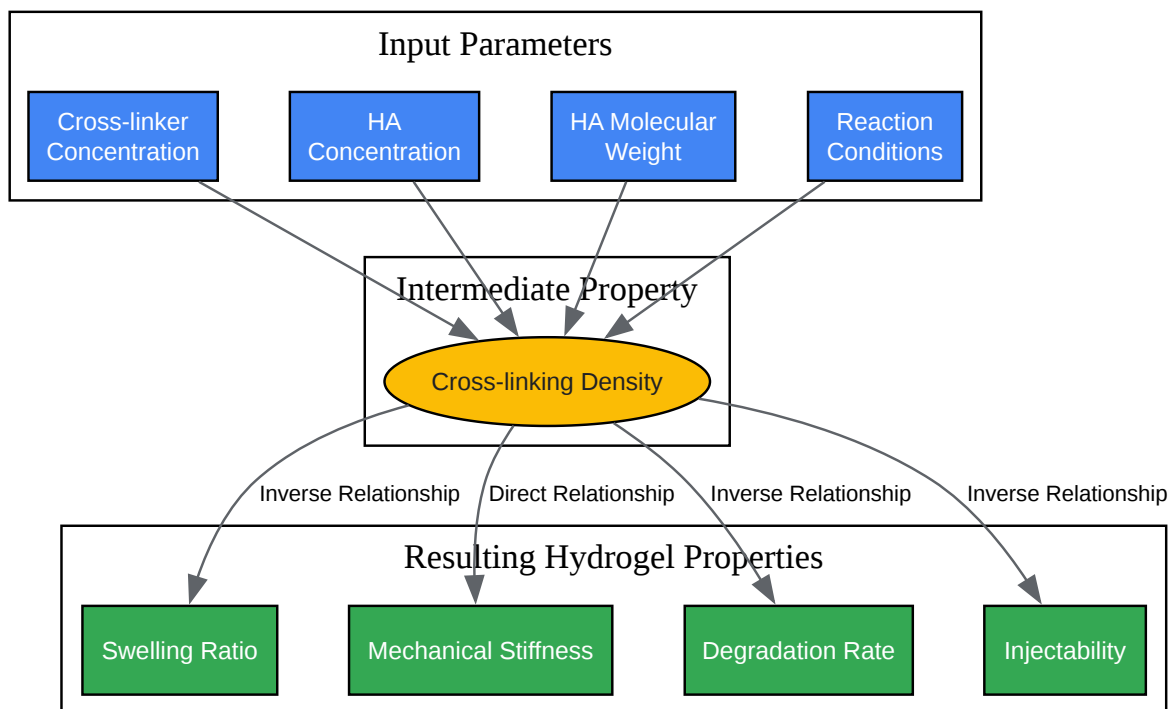 Input Parameters
Cross-linker
Concentration
HA
Concentration
HA Molecular
Weight
Reaction
Conditions
Intermediate Property
Cross-linking Density
Inverse Relationship
Direct Relationship
Inverse Relationship
Inverse Relationship
Resulting Hydrogel Properties
Swelling Ratio
Mechanical Stiffness
Degradation Rate
Injectability